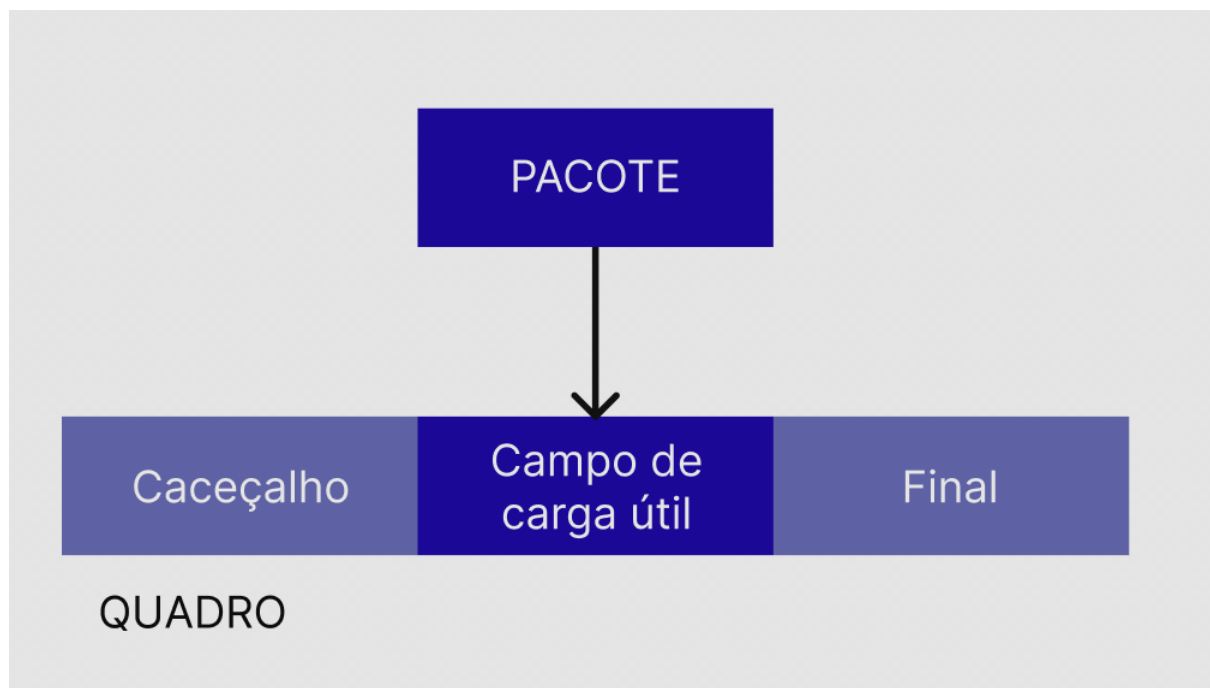 PACOTE
Caceçalho
Campo de
carga útil
Final
QUADRO